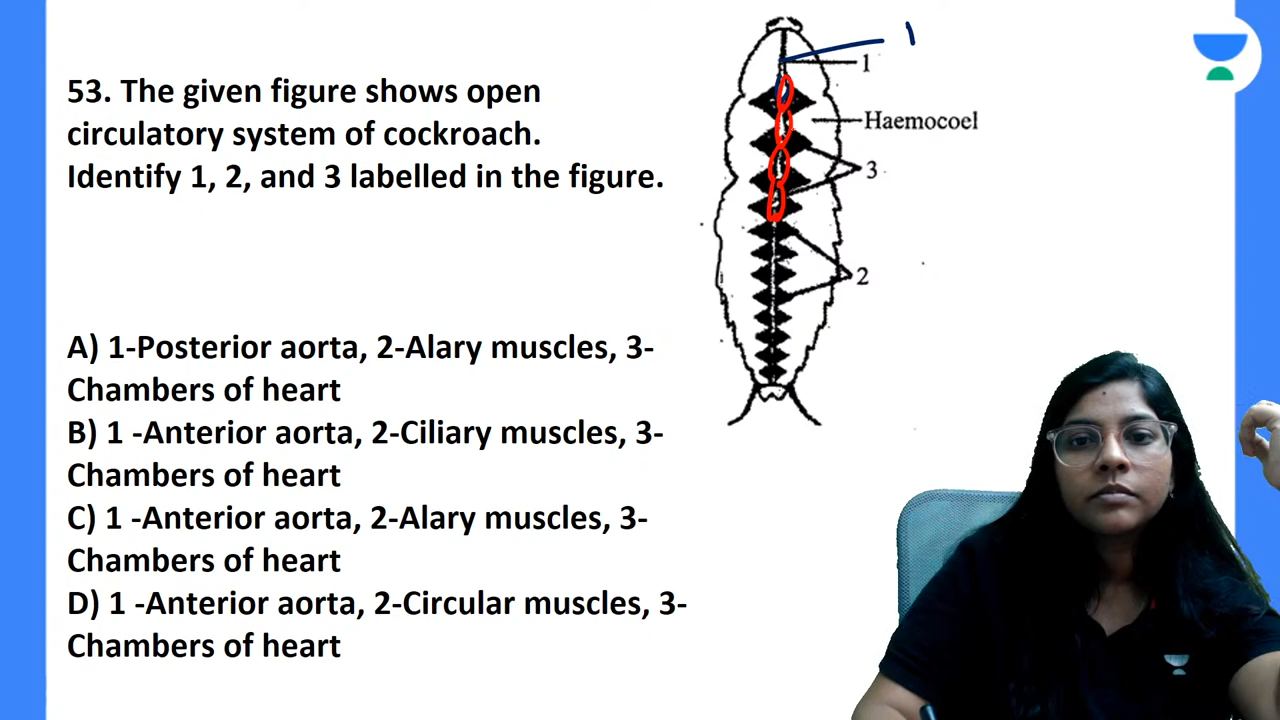 53. The given figure shows open
circulatory system of cockroach.
Identify 1, 2, and 3 labelled in the figure.
A) 1-Posterior aorta, 2-Alary muscles, 3-
Chambers of heart
B) 1 -Anterior aorta, 2-Ciliary muscles, 3-
Chambers of heart
C) 1 -Anterior aorta, 2-Alary muscles, 3-
Chambers of heart
D) 1 -Anterior aorta, 2-Circular muscles, 3-
Chambers of heart
1
1
Haemocoel
3
2